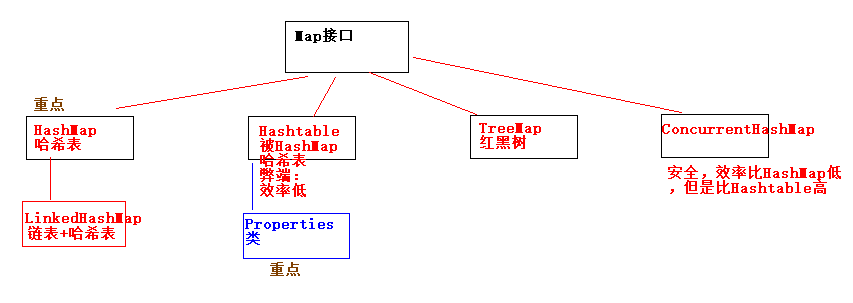 Map接口
重点
HashMap
哈希表
Hashtable
被HashMap
哈希表
弊端：
效率低
TreeMap
红黑树
ConcurrentHashMap
安全，效率比HashMap低
，但是比Hashtable高
LinkedHashMap
链表+哈希表
Properties
类
重点